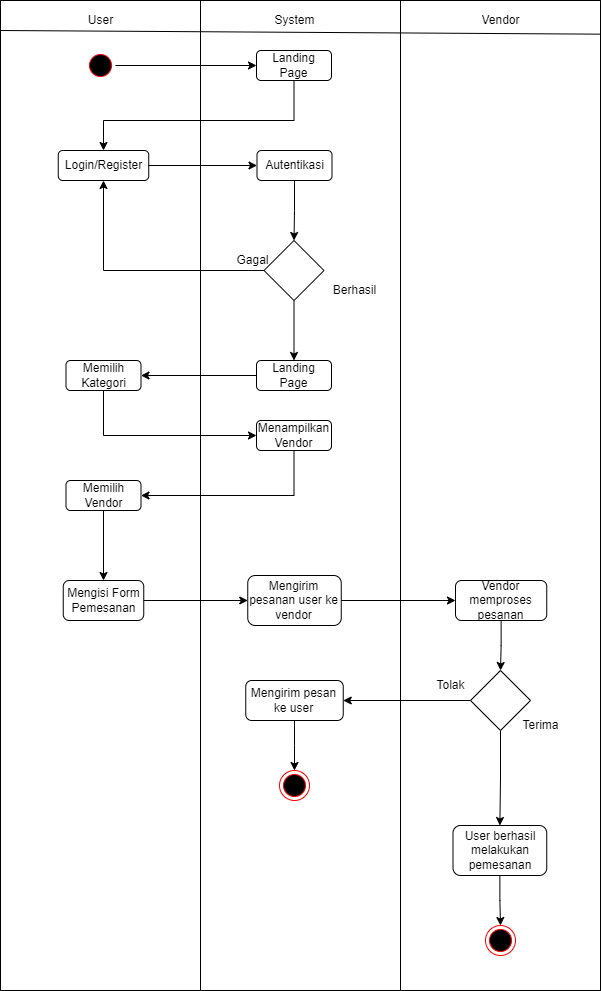 User
System
Vendor
Landing
Page
Login/Register
Autentikasi
Gagal
Berhasil
Memilih
Kategori
Landing
Page
Menampilkan
Vendor
Memilih
Vendor
Mengisi Form
Pemesanan
Mengirim
pesanan user ke
vendor
Vendor
memproses
pesanan
Tolak
Mengirim pesan
ke user
Terima
User berhasil
melakukan
pemesanan